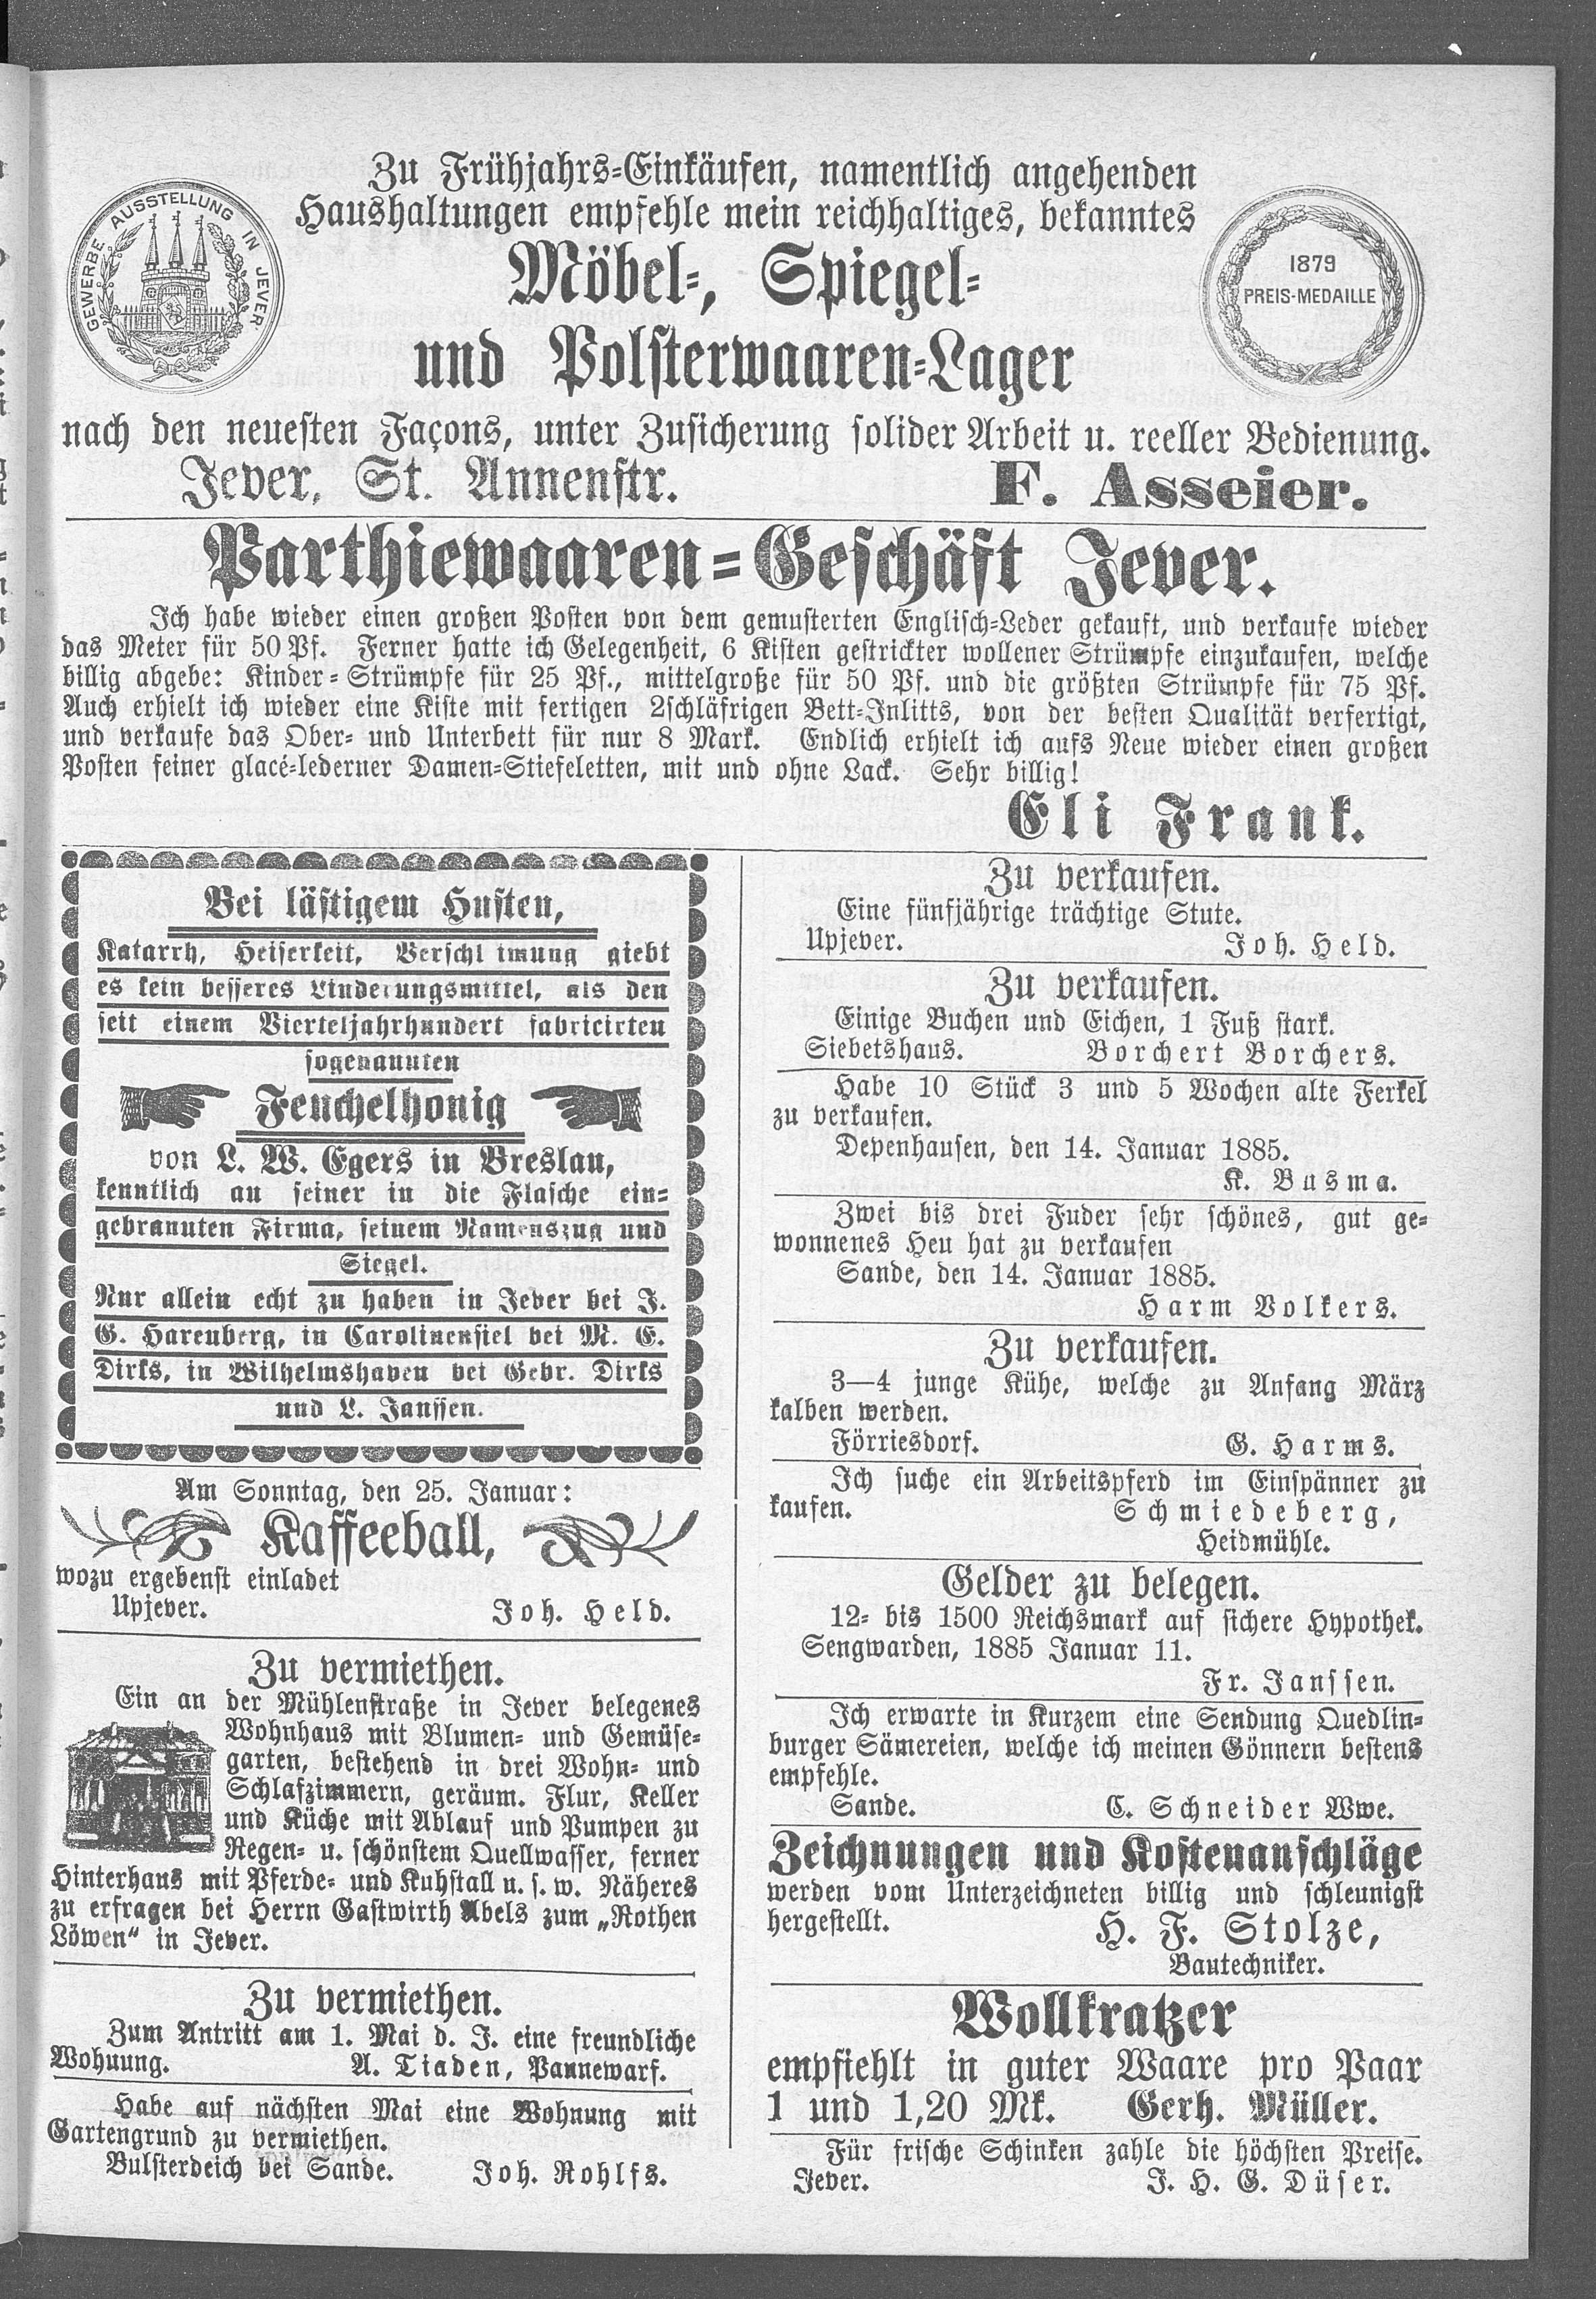 Zu Frühjahrs-Einkäufen, namentlich angehenden
Haushaltungen empfehle mein reichhaltiges, bekanntes
GEWERBE AUSSTELLUNG IN JEVER
1879
PREIS-MEDAILLE
Möbel-, Spiegel-
und Polsterwaaren-Lager
nach den neuesten Façons, unter Zusicherung solider Arbeit u. reeller Bedienung.
Jever, St. Annenstr. F. Asseier.
Parthiewaaren-Geschäft Jever.
Ich habe wieder einen großen Posten von dem gemusterten Englisch-Leder gekauft, und verkaufe wieder
das Meter für 50 Pf. Ferner hatte ich Gelegenheit, 6 Kisten gestrickter wollener Strümpfe einzukaufen, welche
billig abgebe: Kinder-Strümpfe für 25 Pf., mittelgroße für 50 Pf. und die größten Strümpfe für 75 Pf.
Auch erhielt ich wieder eine Kiste mit fertigen 2schläfrigen Bett-Inlitts, von der besten Qualität verfertigt,
und verkaufe das Ober- und Unterbett für nur 8 Mark. Endlich erhielt ich aufs Neue wieder einen großen
Posten feiner glacé-lederner Damen-Stiefeletten, mit und ohne Lack. Sehr billig!
Eli Frank.
Bei lästigem Husten,
Katarrh, Heiserkeit, Verschl imung giebt
es kein besseres Linderungsmittel, als den
seit einem Vierteljahrhundert fabricirten
sogenannten
Fenchelhonig
von L. W. Egers in Breslau,
kenntlich an seiner in die Flasche ein-
gebrannten Firma, seinem Namenszug und
Siegel.
Nur allein echt zu haben in Jever bei J.
G. Harenberg, in Carolinensiel bei M. E.
Dirks, in Wilhelmshaven bei Gebr. Dirks
und L. Janssen.
Am Sonntag, den 25. Januar:
Kaffeeball,
wozu ergebenst einladet
Upjever. Joh. Held.
Zu vermiethen.
Ein an der Mühlenstraße in Jever belegenes
Wohnhaus mit Blumen- und Gemüse-
garten, bestehend in drei Wohn- und
Schlafzimmern, geräum. Flur, Keller
und Küche mit Ablauf und Pumpen zu
Regen- u. schönstem Quellwasser, ferner
Hinterhaus mit Pferde- und Kuhstall u. s. w. Näheres
zu erfragen bei Herrn Gastwirth Abels zum „Rothen
Löwen“ in Jever.
Zu vermiethen.
Zum Antritt am 1. Mai d. J. eine freundliche
Wohnung. A. Tiaden, Pannewarf.
Habe auf nächsten Mai eine Wohnung mit
Gartengrund zu vermiethen.
Bulsterdeich bei Sande. Joh. Rohlfs.
Zu verkaufen.
Eine fünfjährige trächtige Stute.
Upjever. Joh. Held.
Zu verkaufen.
Einige Buchen und Eichen, 1 Fuß stark.
Siebetshaus. Borchert Borchers.
Habe 10 Stück 3 und 5 Wochen alte Ferkel
zu verkaufen.
Depenhausen, den 14. Januar 1885.
K. Busma.
Zwei bis drei Fuder sehr schönes, gut ge-
wonnenes Heu hat zu verkaufen
Sande, den 14. Januar 1885.
Harm Volkers.
Zu verkaufen.
3—4 junge Kühe, welche zu Anfang März
kalben werden.
Förriesdorf. G. Harms.
Ich suche ein Arbeitspferd im Einspänner zu
kaufen. Schmiedeberg,
Heidmühle.
Gelder zu belegen.
12- bis 1500 Reichsmark auf sichere Hypothek.
Sengwarden, 1885 Januar 11.
Fr. Janssen.
Ich erwarte in Kurzem eine Sendung Quedlin-
burger Sämereien, welche ich meinen Gönnern bestens
empfehle.
Sande. C. Schneider Wwe.
Zeichnungen und Kostenanschläge
werden vom Unterzeichneten billig und schleunigst
hergestellt. H. F. Stolze,
Bautechniker.
Wollkratzer
empfiehlt in guter Waare pro Paar
1 und 1,20 Mk. Gerh. Müller.
Für frische Schinken zahle die höchsten Preise.
Jever. J. H. G. Düser.